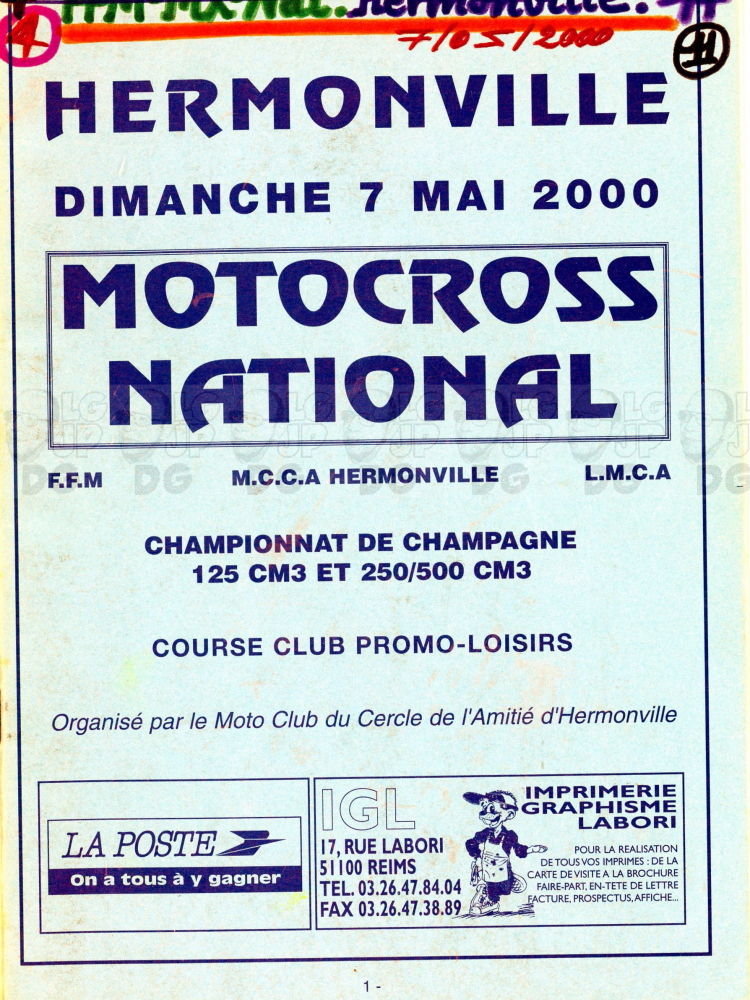 FFM MX Nat. Hermonville.
7/05/2000
11
HERMONVILLE
DIMANCHE 7 MAI 2000
MOTOCROSS
NATIONAL
F.F.M M.C.C.A HERMONVILLE L.M.C.A
CHAMPIONNAT DE CHAMPAGNE
125 CM3 ET 250/500 CM3
COURSE CLUB PROMO-LOISIRS
Organisé par le Moto Club du Cercle de l'Amitié d'Hermonville
LA POSTE
On a tous à y gagner
IGL
17, RUE LABORI
51100 REIMS
TEL. 03.26.47.84.04
FAX 03.26.47.38.89
IMPRIMERIE
GRAPHISME
LABORI
POUR LA REALISATION
DE TOUS VOS IMPRIMES : DE LA
CARTE DE VISITE A LA BROCHURE
FAIRE-PART, EN-TETE DE LETTRE
FACTURE, PROSPECTUS, AFFICHE...
1 -